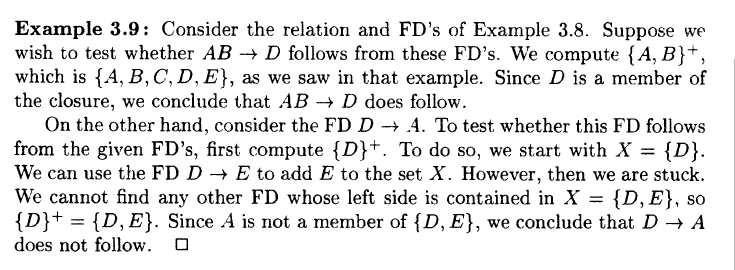 Example 3.9: Consider the relation and FD's of Example 3.8. Suppose we
wish to test whether AB → D follows from these FD's. We compute {A, B}⁺,
which is {A, B, C, D, E}, as we saw in that example. Since D is a member of
the closure, we conclude that AB → D does follow.
On the other hand, consider the FD D → A. To test whether this FD follows
from the given FD's, first compute {D}⁺. To do so, we start with X = {D}.
We can use the FD D → E to add E to the set X. However, then we are stuck.
We cannot find any other FD whose left side is contained in X = {D, E}, so
{D}⁺ = {D, E}. Since A is not a member of {D, E}, we conclude that D → A
does not follow. □